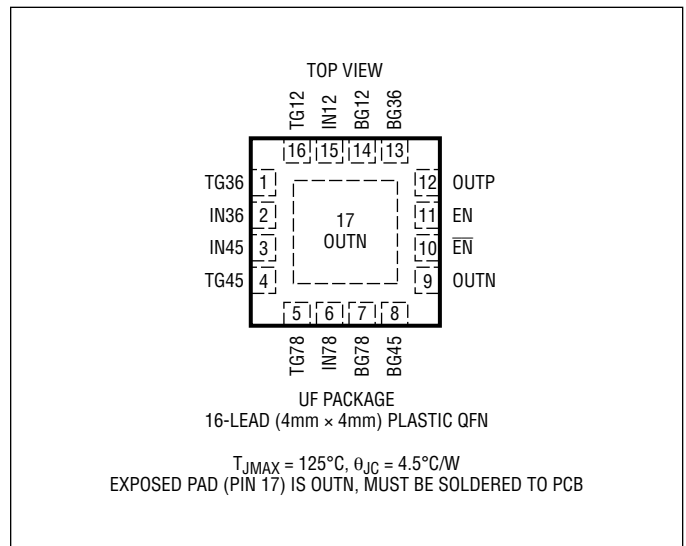 TOP VIEW
TG12 IN12 BG12 BG36
16 15 14 13
TG36 1
12 OUTP
IN36 2
11 EN
IN45 3
10 E̅N̅
TG45 4
9 OUTN
17
OUTN
5 6 7 8
TG78 IN78 BG78 BG45
UF PACKAGE
16-LEAD (4mm × 4mm) PLASTIC QFN
TJMAX = 125°C, θJC = 4.5°C/W
EXPOSED PAD (PIN 17) IS OUTN, MUST BE SOLDERED TO PCB